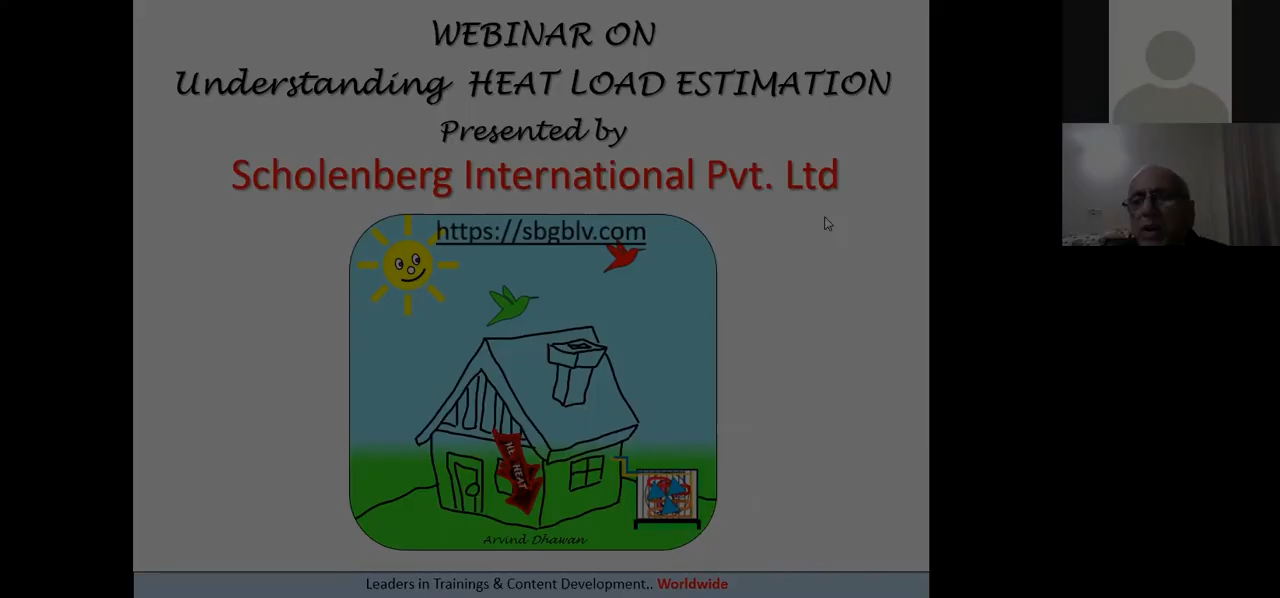 WEBINAR ON
Understanding HEAT LOAD ESTIMATION
Presented by
Scholenberg International Pvt. Ltd
https://sbgblv.com
HEAT
Arvind Dhawan
Leaders in Trainings & Content Development.. Worldwide